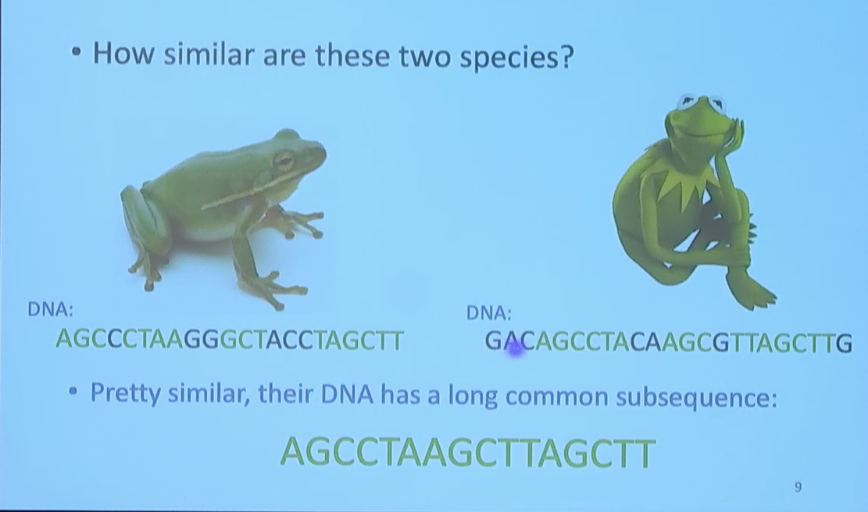 • How similar are these two species?
DNA:
AGCCCTAAGGGCTACCTAGCTT
DNA:
GACAGCCTACAAGCGTTAGCTTG
• Pretty similar, their DNA has a long common subsequence:
AGCCTAAGCTTAGCTT
9